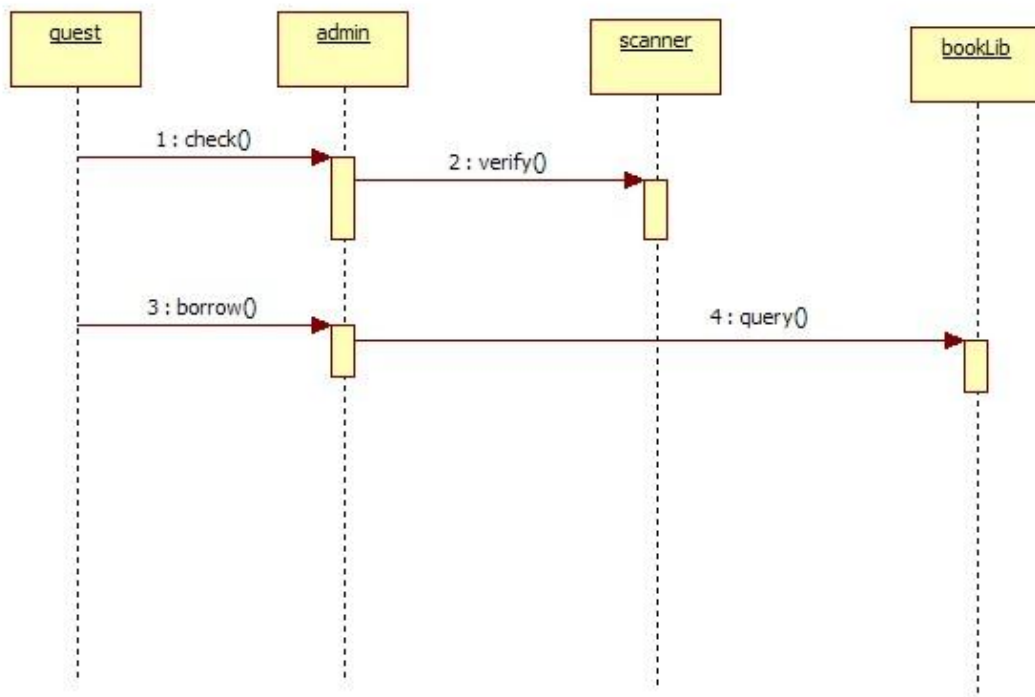 guest
admin
scanner
bookLib
1 : check()
2 : verify()
3 : borrow()
4 : query()